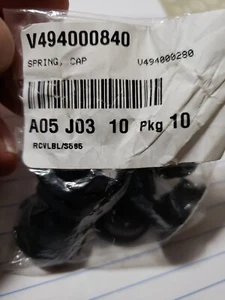 V494000840
SPRING, CAP V494000280
A05 J03 10 Pkg 10
RCVLBL/S595